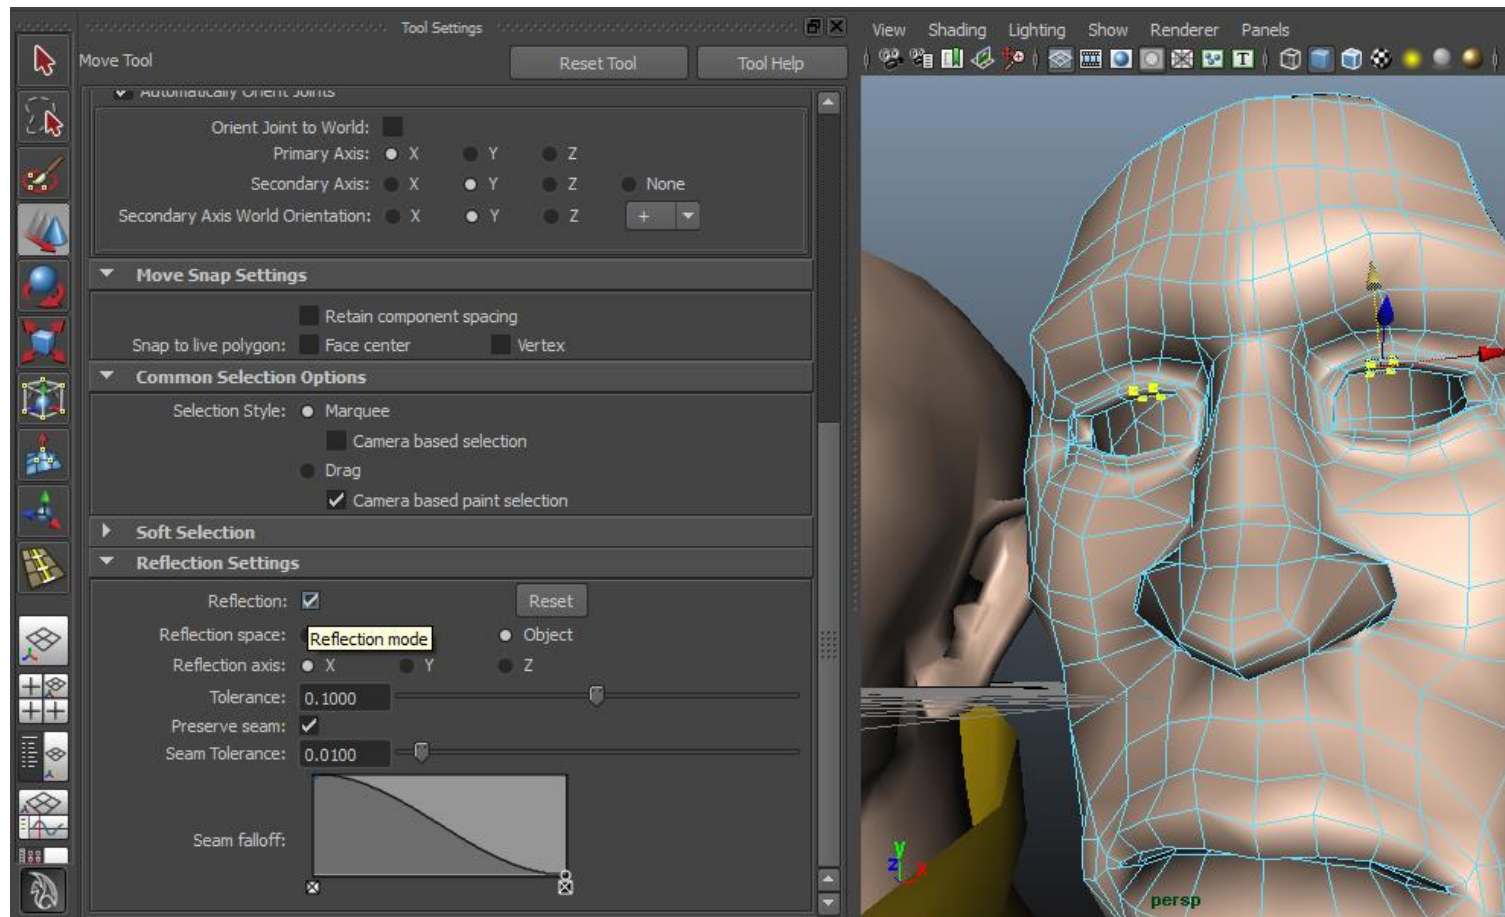 Tool Settings
Move Tool
Reset Tool
Tool Help
Automatically Orient Joints
Orient Joint to World:
Primary Axis: X Y Z
Secondary Axis: X Y Z None
Secondary Axis World Orientation: X Y Z +
Move Snap Settings
Retain component spacing
Snap to live polygon: Face center Vertex
Common Selection Options
Selection Style: Marquee
Camera based selection
Drag
Camera based paint selection
Soft Selection
Reflection Settings
Reflection: Reset
Reflection space: Object
Reflection mode
Reflection axis: X Y Z
Tolerance: 0.1000
Preserve seam:
Seam Tolerance: 0.0100
Seam falloff:
View Shading Lighting Show Renderer Panels
T
y
z x
persp